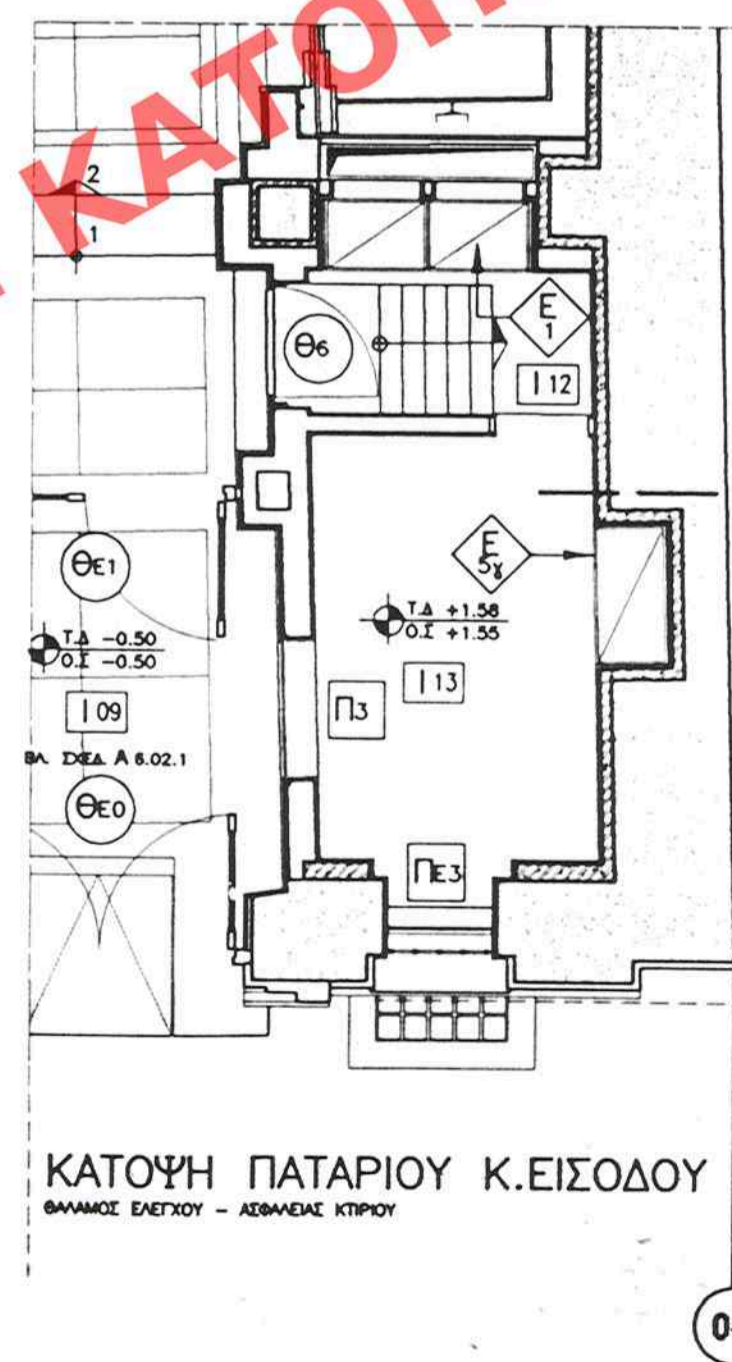 ΚΑΤΟΨ
2
1
Θ6
Ε
1
Ι 12
ΘΕ1
Ε
5γ
Τ.Δ -0.50
Ο.Σ -0.50
Τ.Δ +1.58
Ο.Σ +1.55
Ι 09
Π3
Ι 13
ΒΛ. ΣΧΕΔ. Α 6.02.1
ΘΕ0
ΠΕ3
ΚΑΤΟΨΗ ΠΑΤΑΡΙΟΥ Κ.ΕΙΣΟΔΟΥ
ΘΑΛΑΜΟΣ ΕΛΕΓΧΟΥ - ΑΣΦΑΛΕΙΑΣ ΚΤΙΡΙΟΥ
0